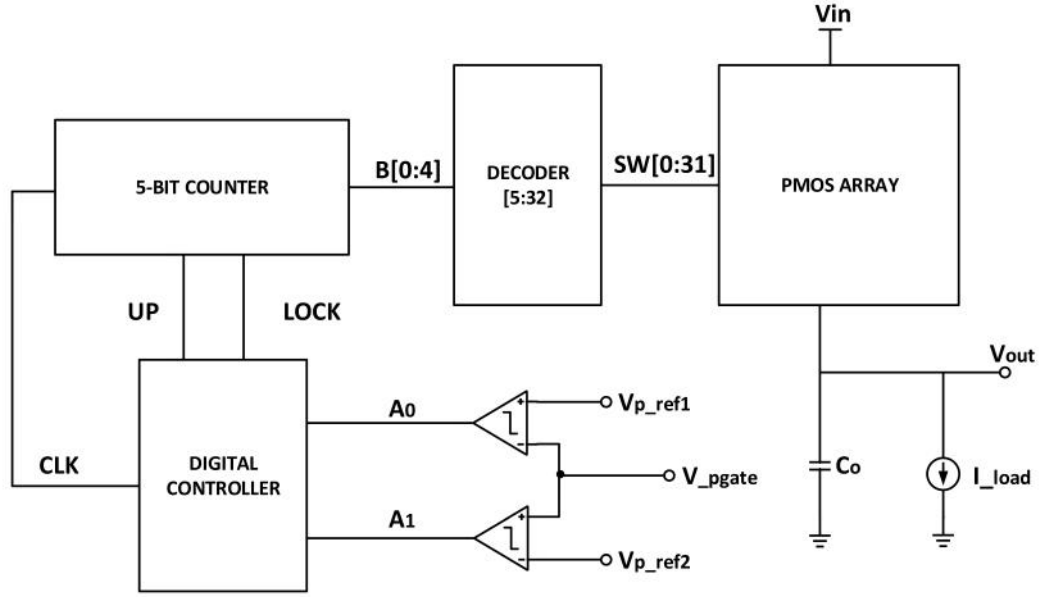 Vin
5-BIT COUNTER
B[0:4]
DECODER
[5:32]
SW[0:31]
PMOS ARRAY
UP
LOCK
Vout
CLK
DIGITAL
CONTROLLER
A0
A1
+
-
+
-
Vp_ref1
V_pgate
Vp_ref2
Co
I_load